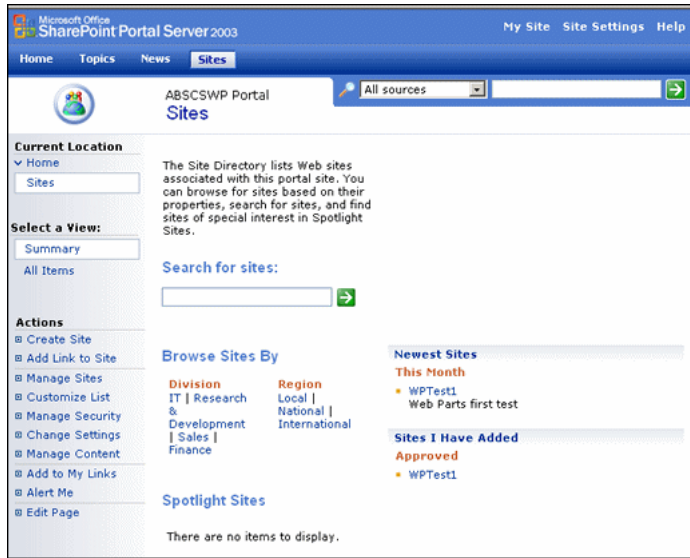 Microsoft Office
SharePoint Portal Server 2003
My Site Site Settings Help
Home Topics News Sites
ABSCSWP Portal
Sites
All sources
Current Location
Home
Sites
Select a View:
Summary
All Items
Actions
Create Site
Add Link to Site
Manage Sites
Customize List
Manage Security
Change Settings
Manage Content
Add to My Links
Alert Me
Edit Page
The Site Directory lists Web sites
associated with this portal site. You
can browse for sites based on their
properties, search for sites, and find
sites of special interest in Spotlight
Sites.
Search for sites:
Browse Sites By
Division
IT | Research
&
Development
| Sales |
Finance
Region
Local |
National |
International
Spotlight Sites
There are no items to display.
Newest Sites
This Month
WPTest1
Web Parts first test
Sites I Have Added
Approved
WPTest1